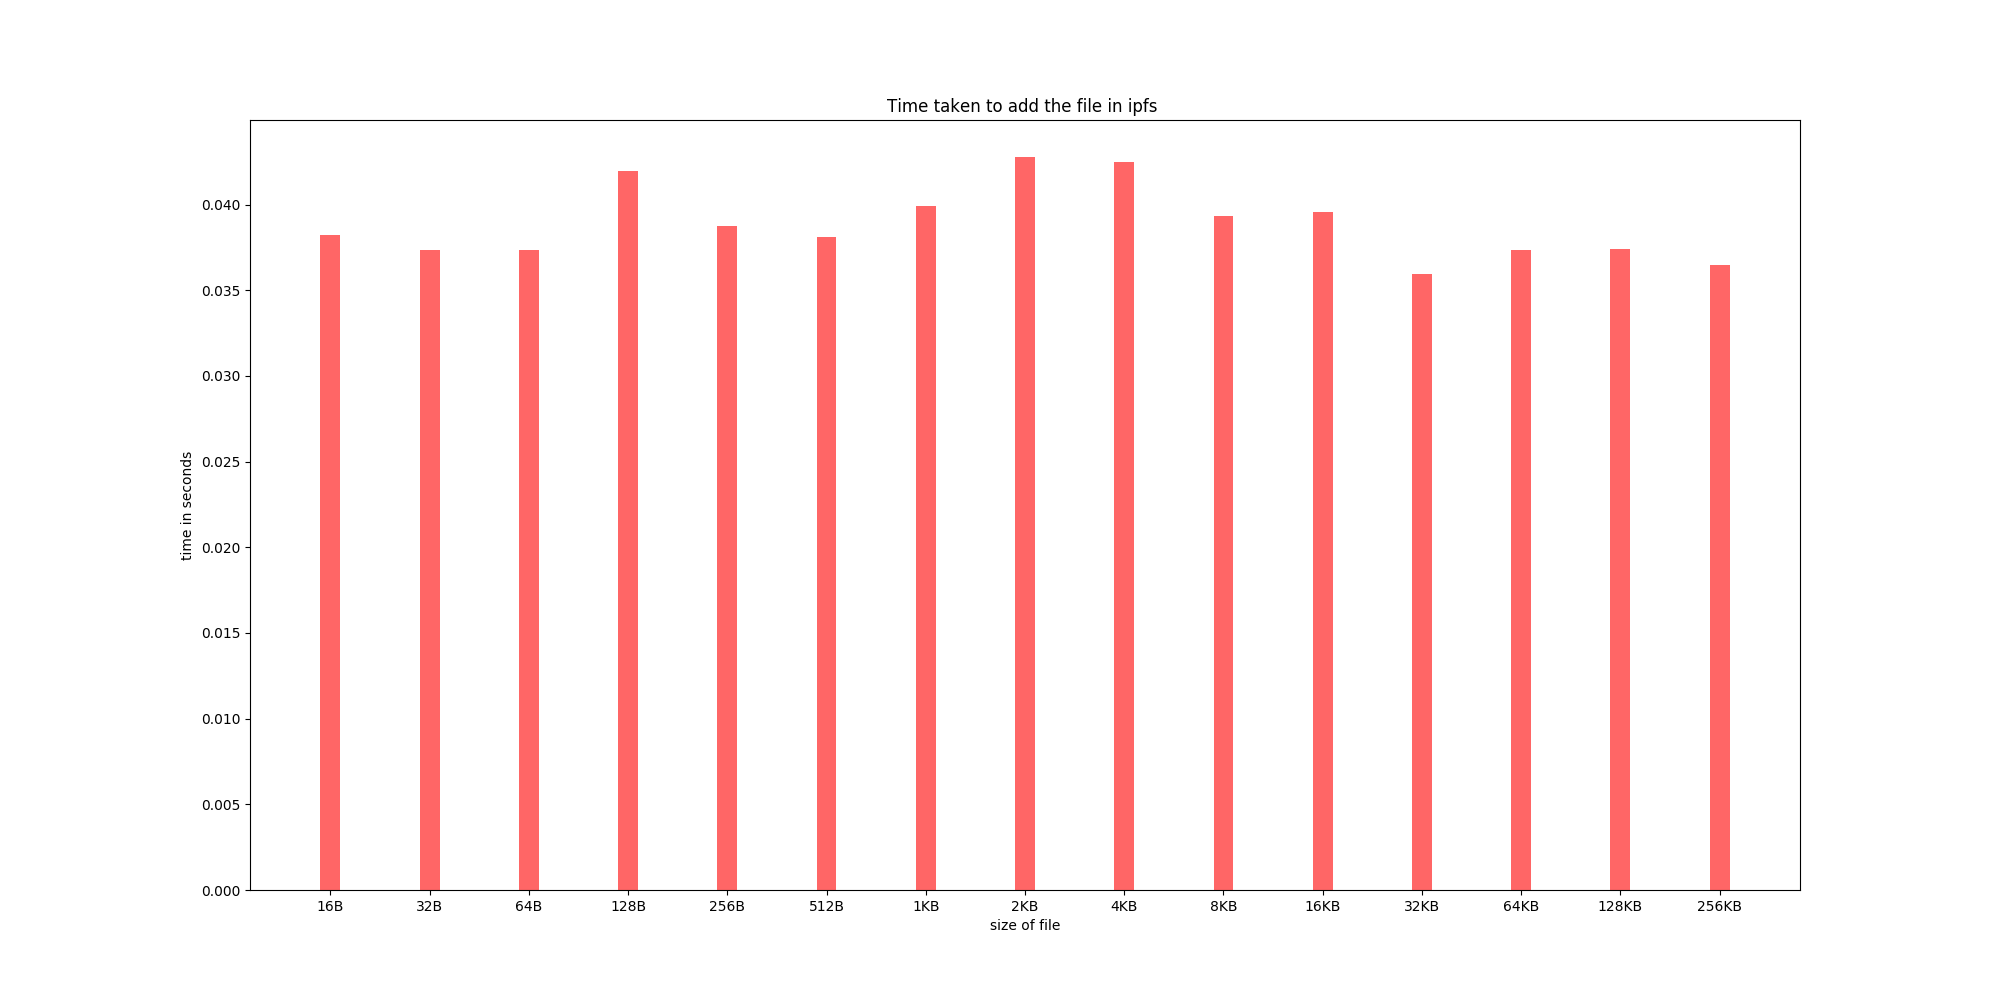 Time taken to add the file in ipfs
0.040
0.035
0.030
0.025
0.020
0.015
0.010
0.005
0.000
time in seconds
16B 32B 64B 128B 256B 512B 1KB 2KB 4KB 8KB 16KB 32KB 64KB 128KB 256KB
size of file